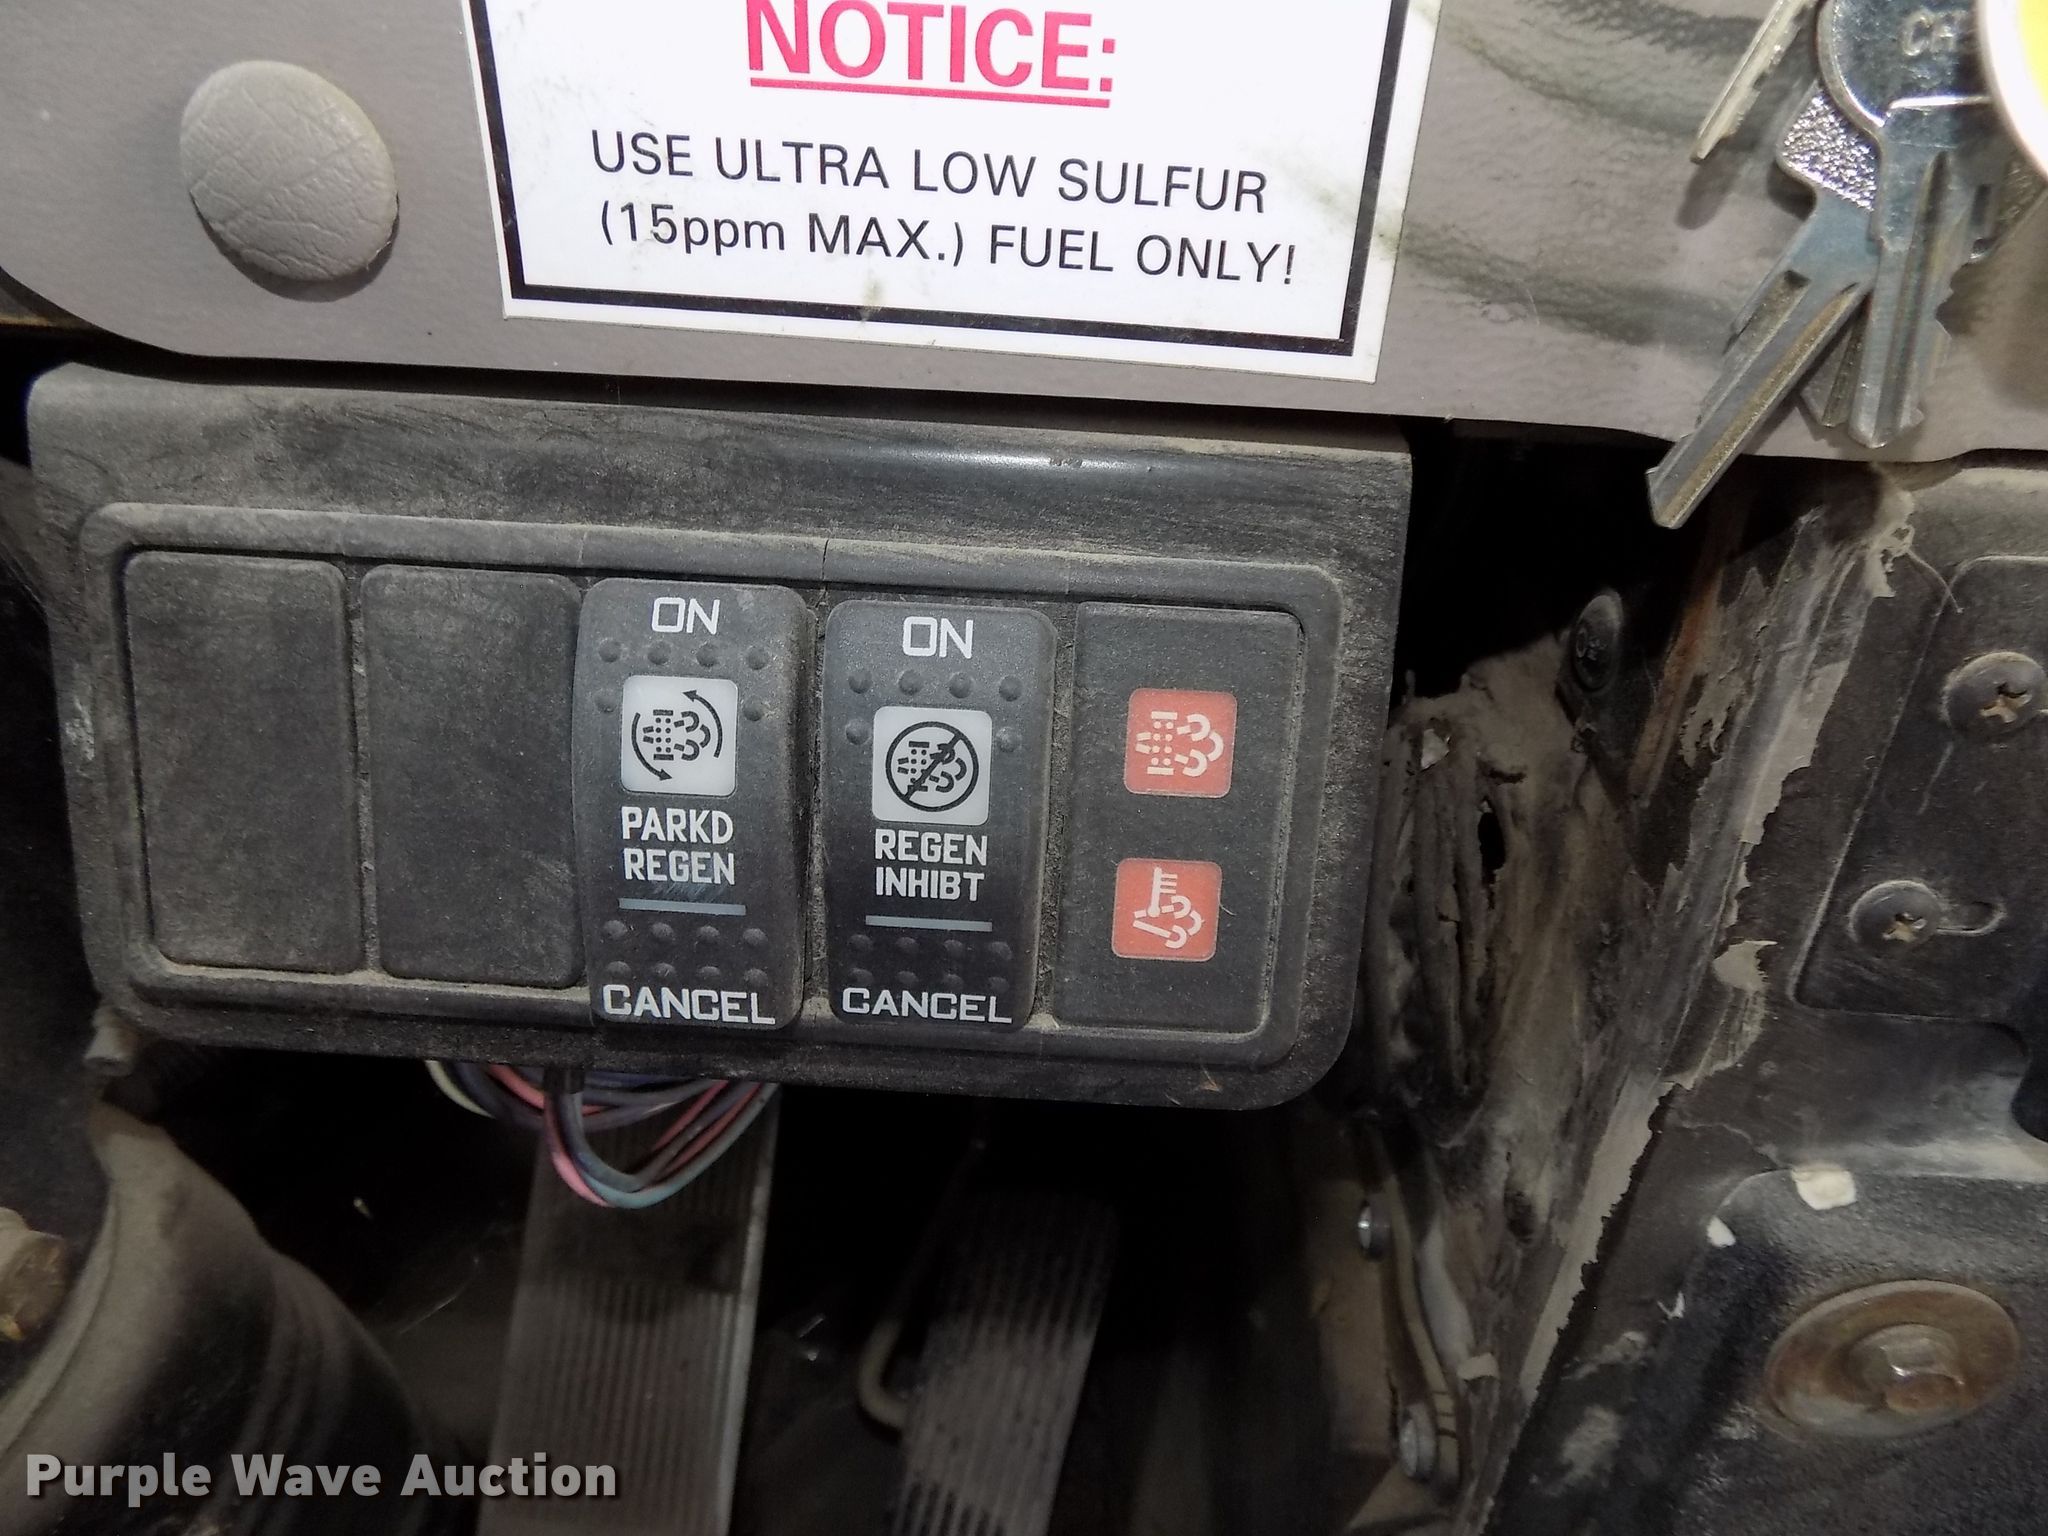 NOTICE:
USE ULTRA LOW SULFUR
(15ppm MAX.) FUEL ONLY!
ON
PARKD
REGEN
CANCEL
ON
REGEN
INHIBT
CANCEL
Purple Wave Auction